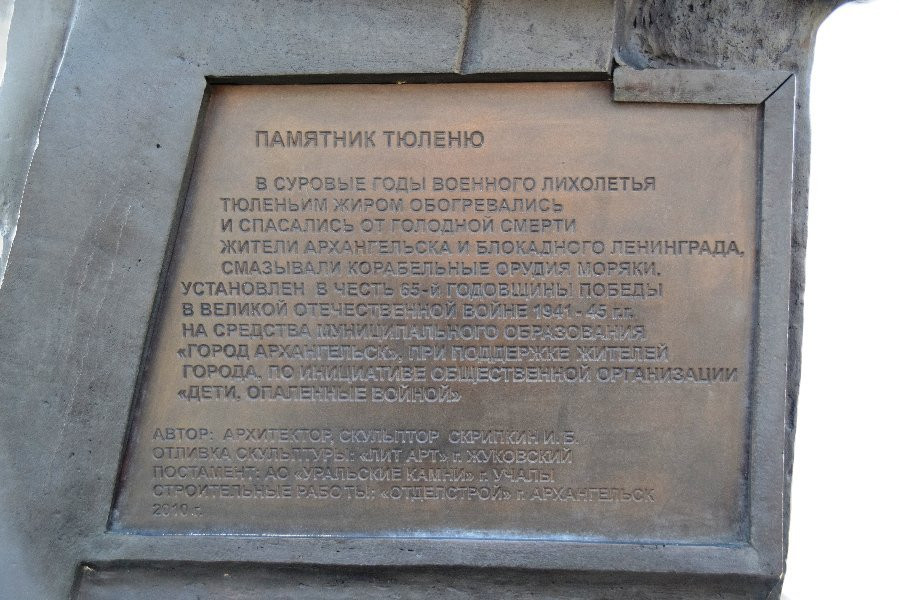 ПАМЯТНИК ТЮЛЕНЮ
В СУРОВЫЕ ГОДЫ ВОЕННОГО ЛИХОЛЕТЬЯ
ТЮЛЕНЬИМ ЖИРОМ ОБОГРЕВАЛИСЬ
И СПАСАЛИСЬ ОТ ГОЛОДНОЙ СМЕРТИ
ЖИТЕЛИ АРХАНГЕЛЬСКА И БЛОКАДНОГО ЛЕНИНГРАДА,
СМАЗЫВАЛИ КОРАБЕЛЬНЫЕ ОРУДИЯ МОРЯКИ.
УСТАНОВЛЕН В ЧЕСТЬ 65-й ГОДОВЩИНЫ ПОБЕДЫ
В ВЕЛИКОЙ ОТЕЧЕСТВЕННОЙ ВОЙНЕ 1941-45 г.г.
НА СРЕДСТВА МУНИЦИПАЛЬНОГО ОБРАЗОВАНИЯ
«ГОРОД АРХАНГЕЛЬСК», ПРИ ПОДДЕРЖКЕ ЖИТЕЛЕЙ
ГОРОДА, ПО ИНИЦИАТИВЕ ОБЩЕСТВЕННОЙ ОРГАНИЗАЦИИ
«ДЕТИ, ОПАЛЕННЫЕ ВОЙНОЙ»
АВТОР: АРХИТЕКТОР, СКУЛЬПТОР СКРИПКИН И. Б.
ОТЛИВКА СКУЛЬПТУРЫ: «ЛИТ АРТ» г. ЖУКОВСКИЙ
ПОСТАМЕНТ: АО «УРАЛЬСКИЕ КАМНИ» г. УЧАЛЫ
СТРОИТЕЛЬНЫЕ РАБОТЫ: «ОТДЕЛСТРОЙ» г. АРХАНГЕЛЬСК
2010 г.